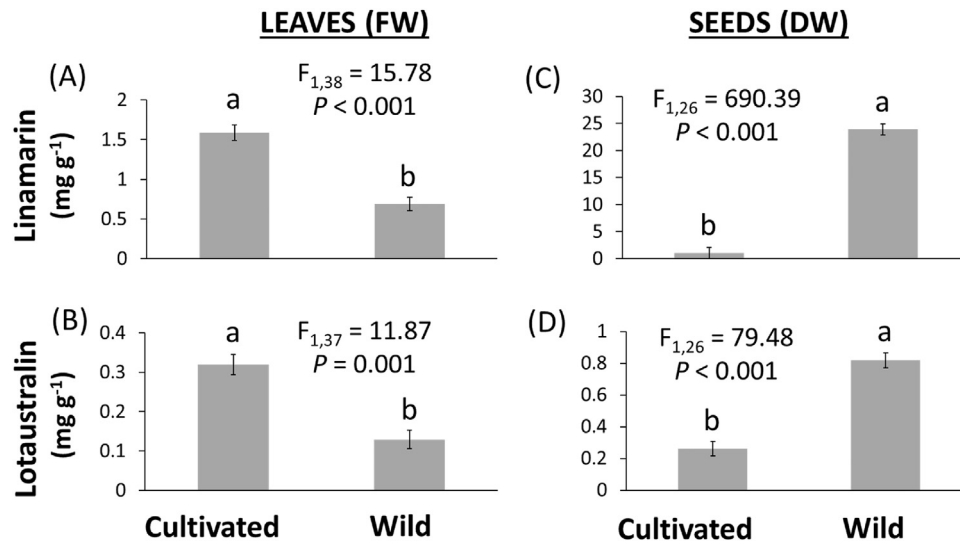 LEAVES (FW)
SEEDS (DW)
(A)
F1,38 = 15.78
P < 0.001
a
b
2
1.5
1
0.5
0
Linamarin
(mg g-1)
(C)
F1,26 = 690.39
P < 0.001
a
b
30
25
20
15
10
5
0
(B)
F1,37 = 11.87
P = 0.001
a
b
0.4
0.3
0.2
0.1
0
Lotaustralin
(mg g-1)
Cultivated
Wild
(D)
F1,26 = 79.48
P < 0.001
a
b
1
0.8
0.6
0.4
0.2
0
Cultivated
Wild